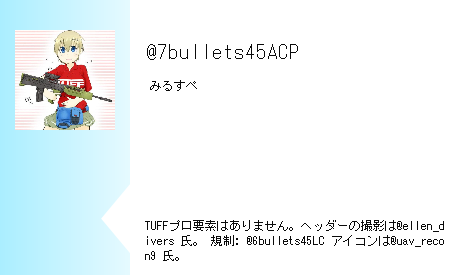 @7bullets45ACP
みるすぺ
TUFF
TUFFプロ要素はありません。ヘッダーの撮影は@ellen_d
ivers 氏。 規制: @6bullets45LC アイコンは@uav_reco
n9 氏。